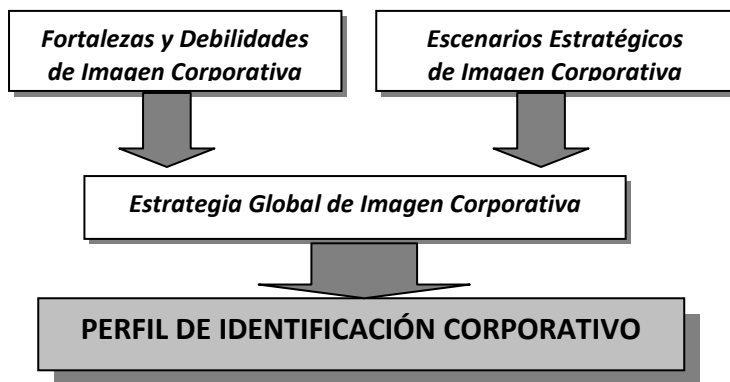 Fortalezas y Debilidades
de Imagen Corporativa
Escenarios Estratégicos
de Imagen Corporativa
Estrategia Global de Imagen Corporativa
PERFIL DE IDENTIFICACIÓN CORPORATIVO